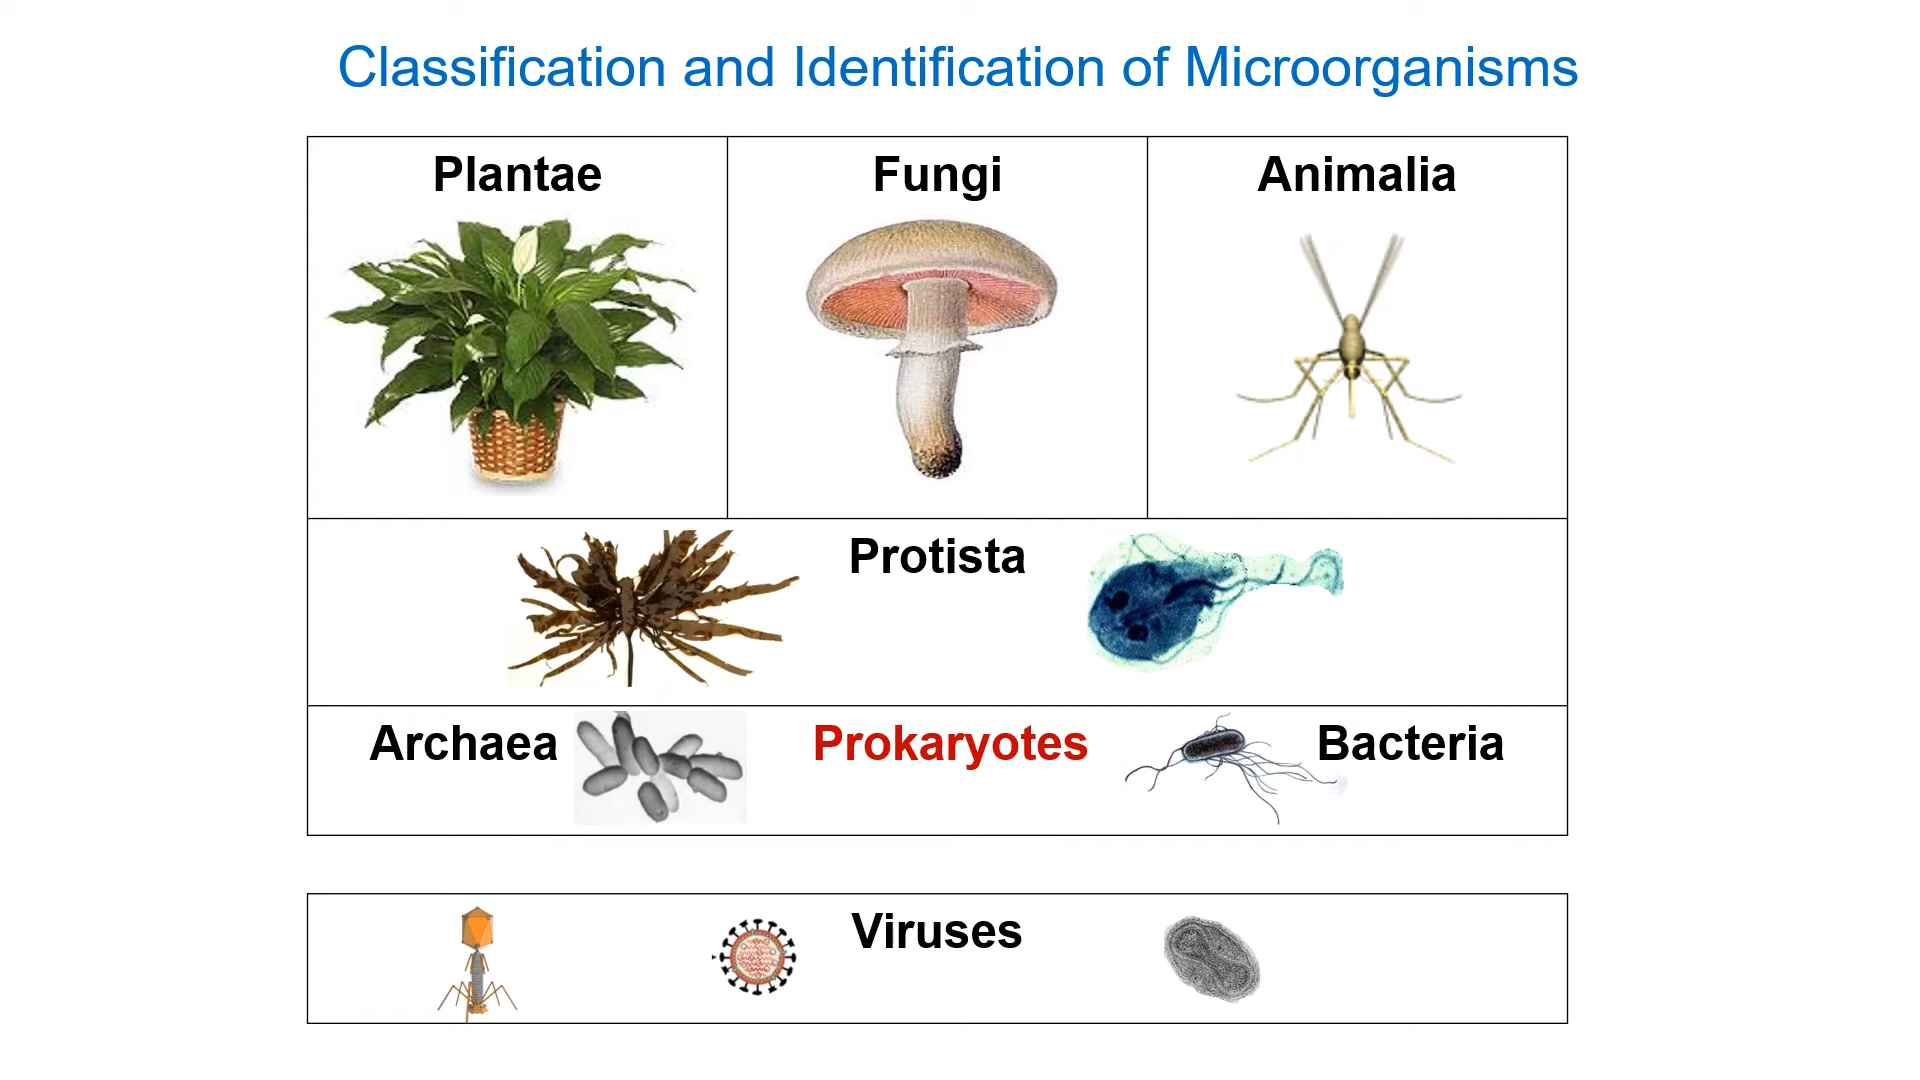 Classification and Identification of Microorganisms
Plantae
Fungi
Animalia
Protista
Archaea
Prokaryotes
Bacteria
Viruses